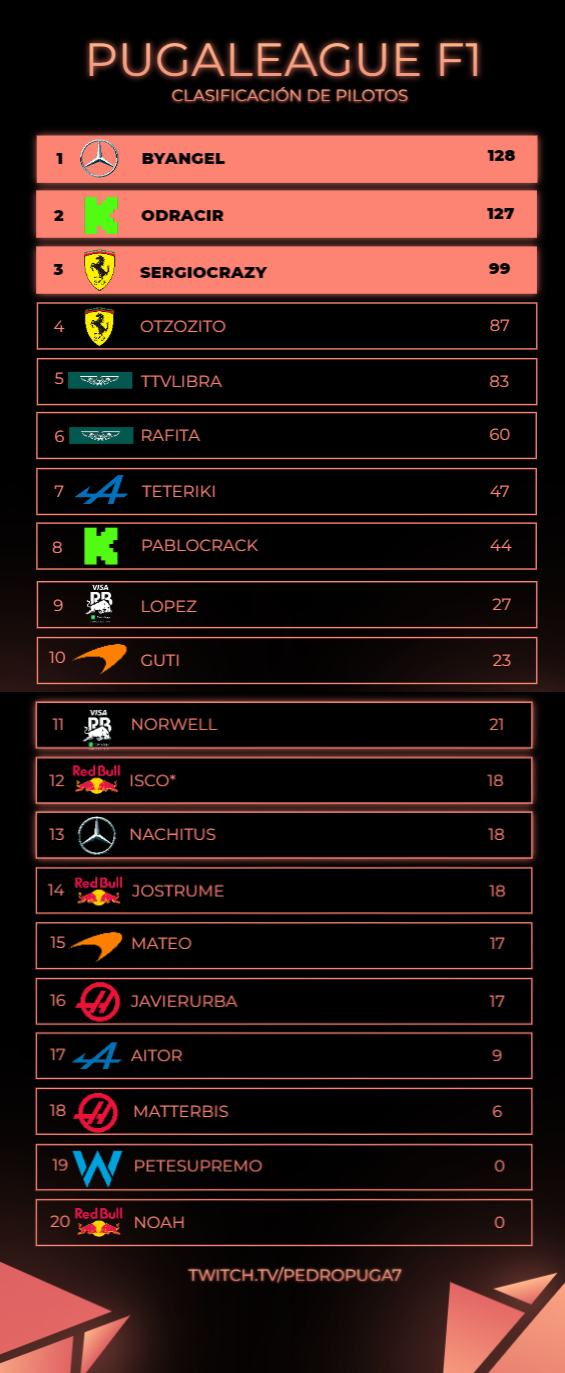 PUGALEAGUE F1
CLASIFICACIÓN DE PILOTOS
1 BYANGEL 128
2 K ODRACIR 127
3 SERGIOCRAZY 99
4 OTZOZITO 87
5 TTVLIBRA 83
6 RAFITA 60
7 TETERIKI 47
8 K PABLOCRACK 44
9 VISA RB LOPEZ 27
10 GUTI 23
11 VISA RB NORWELL 21
12 Red Bull ISCO* 18
13 NACHITUS 18
14 Red Bull JOSTRUME 18
15 MATEO 17
16 JAVIERURBA 17
17 AITOR 9
18 MATTERBIS 6
19 W PETESUPREMO 0
20 Red Bull NOAH 0
TWITCH.TV/PEDROPUGA7